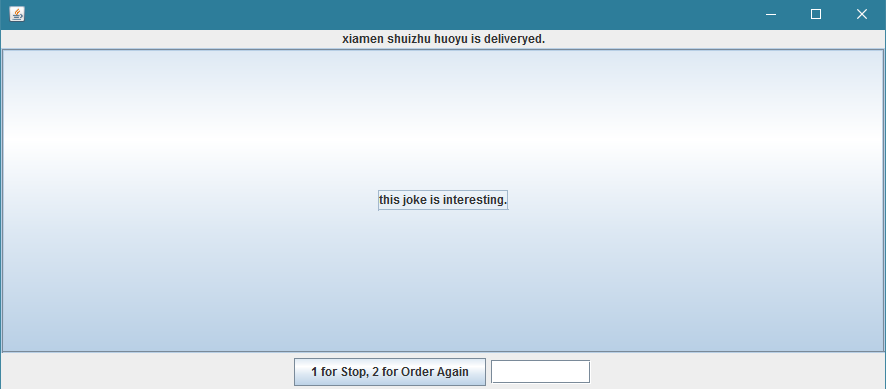 xiamen shuizhu huoyu is deliveryed.
this joke is interesting.
1 for Stop, 2 for Order Again